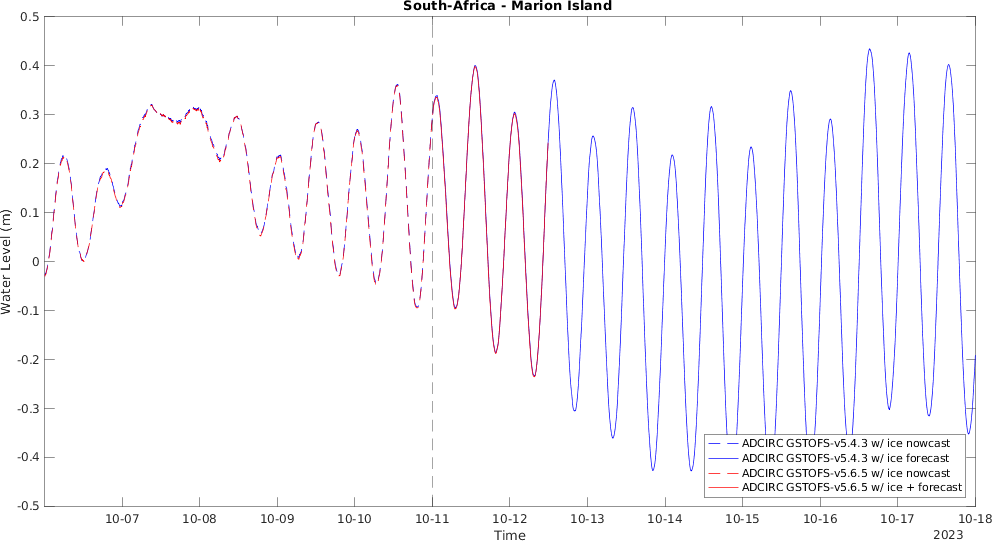 South-Africa - Marion Island
0.5
0.4
0.3
0.2
0.1
0
-0.1
-0.2
-0.3
-0.4
-0.5
Water Level (m)
ADCIRC GSTOFS-v5.4.3 w/ ice nowcast
ADCIRC GSTOFS-v5.4.3 w/ ice forecast
ADCIRC GSTOFS-v5.6.5 w/ ice nowcast
ADCIRC GSTOFS-v5.6.5 w/ ice + forecast
10-07 10-08 10-09 10-10 10-11 10-12 10-13 10-14 10-15 10-16 10-17 10-18
Time
2023